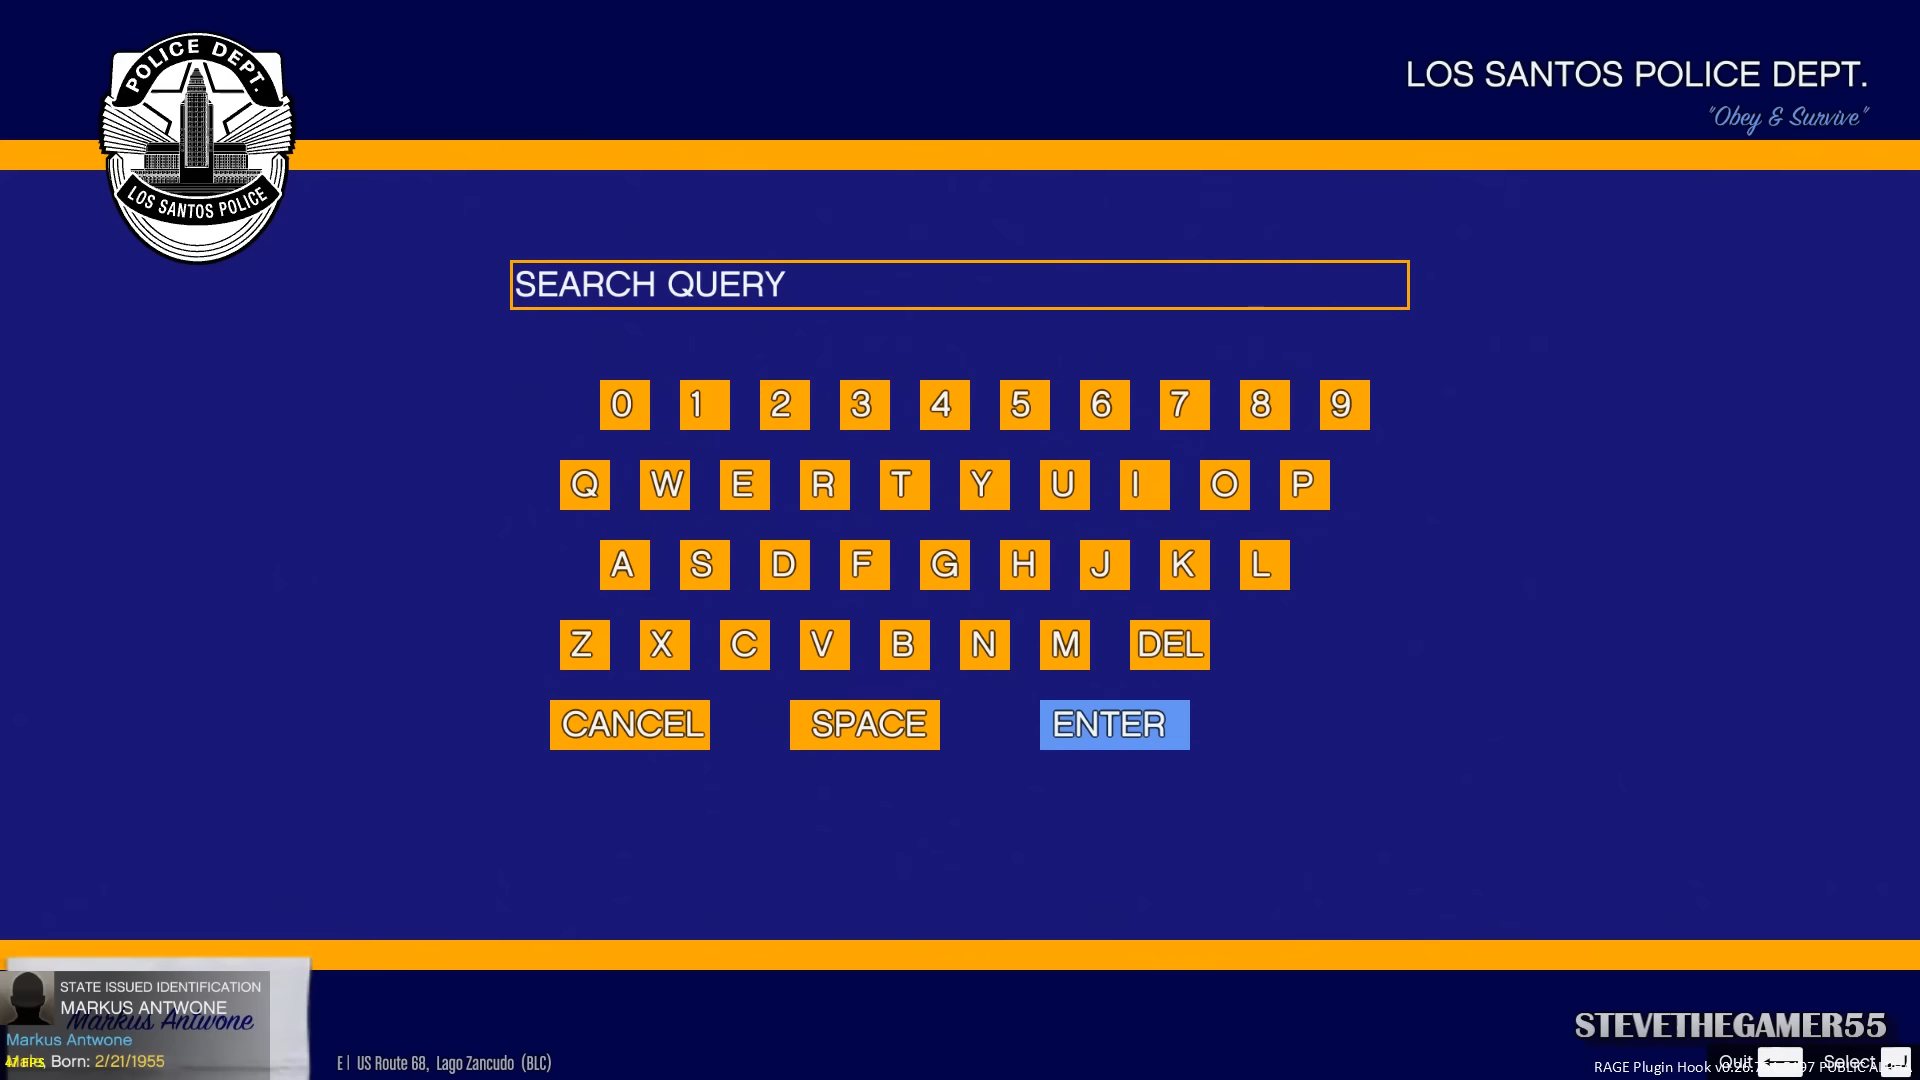 POLICE DEPT.
LOS SANTOS POLICE
LOS SANTOS POLICE DEPT.
"Obey & Survive"
SEARCH QUERY
0 1 2 3 4 5 6 7 8 9
Q W E R T Y U I O P
A S D F G H J K L
Z X C V B N M DEL
CANCEL SPACE ENTER
STATE ISSUED IDENTIFICATION
MARKUS ANTWONE
Markus Antwone
Markus Antwone
Born: 2/21/1955
E | US Route 68, Lago Zancudo (BLC)
STEVETHEGAMER55
Quit Select
RAGE Plugin Hook PUBLIC